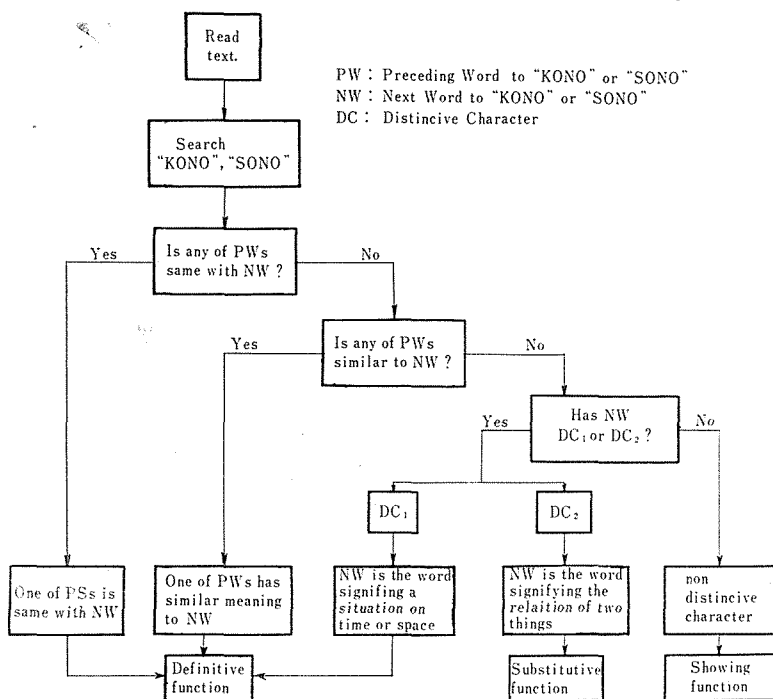 Read
text.
PW : Preceding Word to “KONO” or “SONO”
NW : Next Word to “KONO” or “SONO”
DC : Distincive Character
Search
“KONO”, “SONO”
Yes
Is any of PWs
same with NW ?
No
Yes
Is any of PWs
similar to NW ?
No
Yes
Has NW
DC₁ or DC₂ ?
No
DC₁
DC₂
One of PSs is
same with NW
One of PWs has
similar meaning
to NW
NW is the word
signifing a
situation on
time or space
NW is the word
signifying the
relaition of two
things
non
distinctive
character
Definitive
function
Substitutive
function
Showing
function